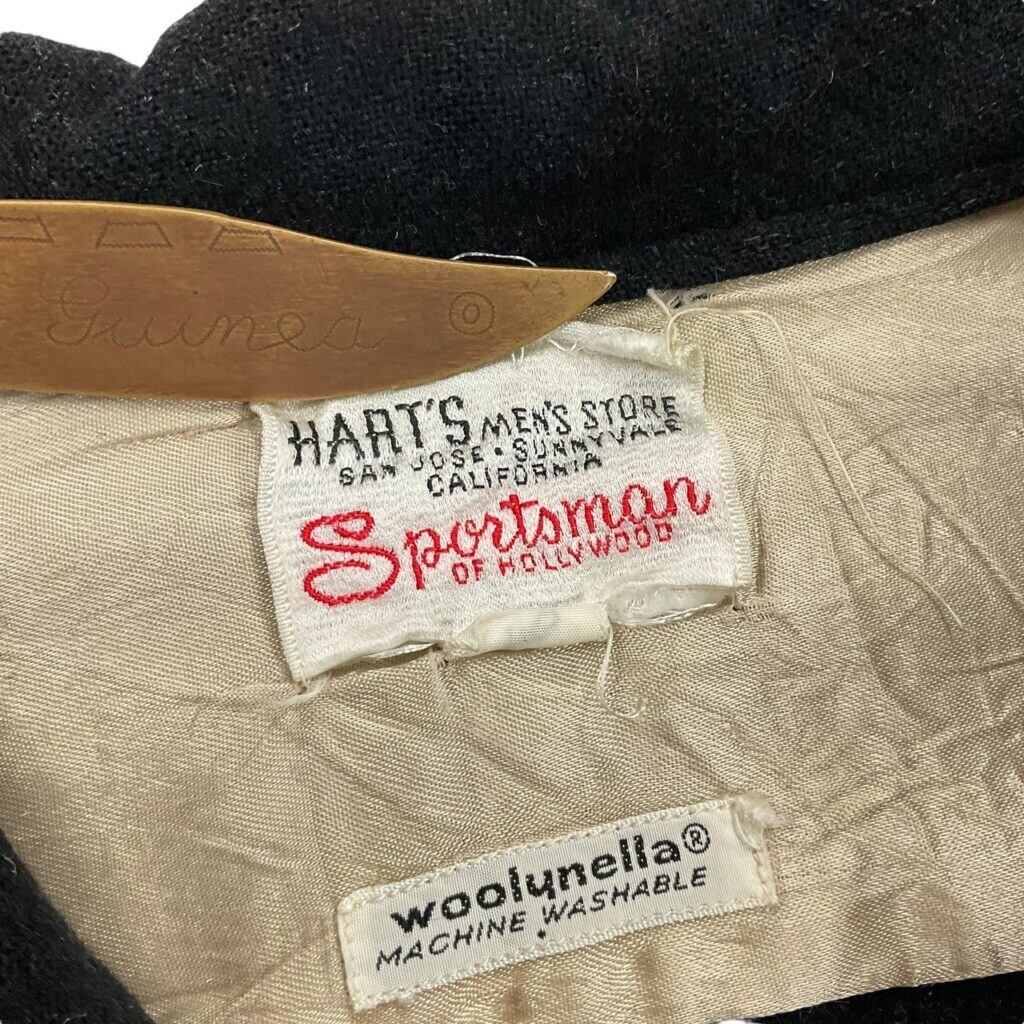 Guinea
HART'S MEN'S STORE
SAN JOSE • SUNNYVALE
CALIFORNIA
Sportsman
OF HOLLYWOOD
woolynella®
MACHINE WASHABLE